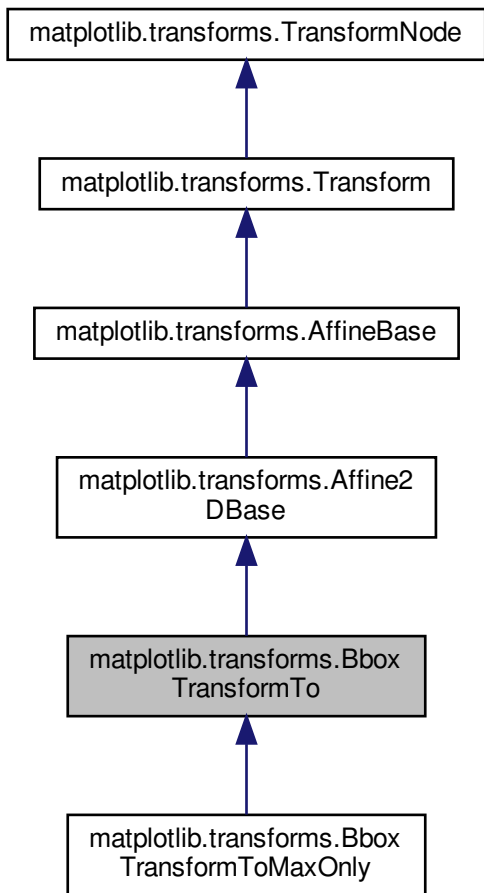 matplotlib.transforms.TransformNode
matplotlib.transforms.Transform
matplotlib.transforms.AffineBase
matplotlib.transforms.Affine2
DBase
matplotlib.transforms.Bbox
TransformTo
matplotlib.transforms.Bbox
TransformToMaxOnly